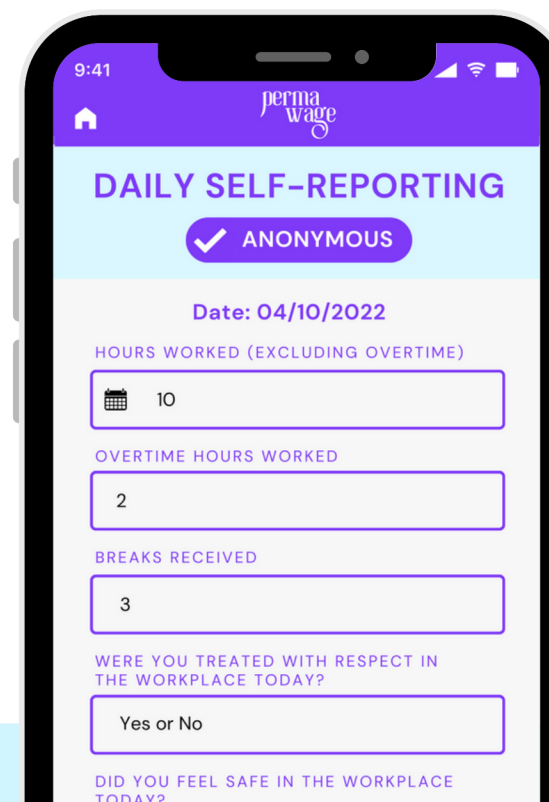 9:41
perma
wage
DAILY SELF-REPORTING
ANONYMOUS
Date: 04/10/2022
HOURS WORKED (EXCLUDING OVERTIME)
10
OVERTIME HOURS WORKED
2
BREAKS RECEIVED
3
WERE YOU TREATED WITH RESPECT IN
THE WORKPLACE TODAY?
Yes or No
DID YOU FEEL SAFE IN THE WORKPLACE
TODAY?